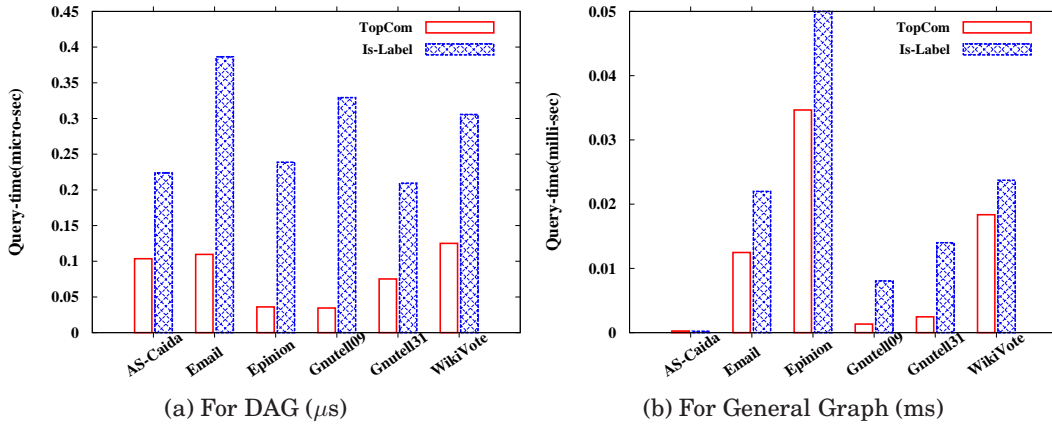 0.45
0.4
0.35
0.3
0.25
0.2
0.15
0.1
0.05
0
Query-time(micro-sec)
TopCom
Is-Label
AS-Caida
Email
Epinion
Gnutell09
Gnutell31
WikiVote
(a) For DAG (μs)
0.05
0.04
0.03
0.02
0.01
0
Query-time(milli-sec)
TopCom
Is-Label
AS-Caida
Email
Epinion
Gnutell09
Gnutell31
WikiVote
(b) For General Graph (ms)